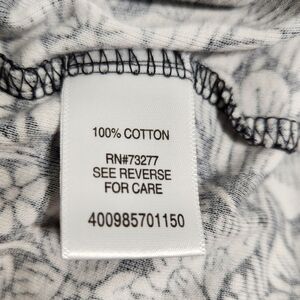 100% COTTON
RN#73277
SEE REVERSE
FOR CARE
400985701150